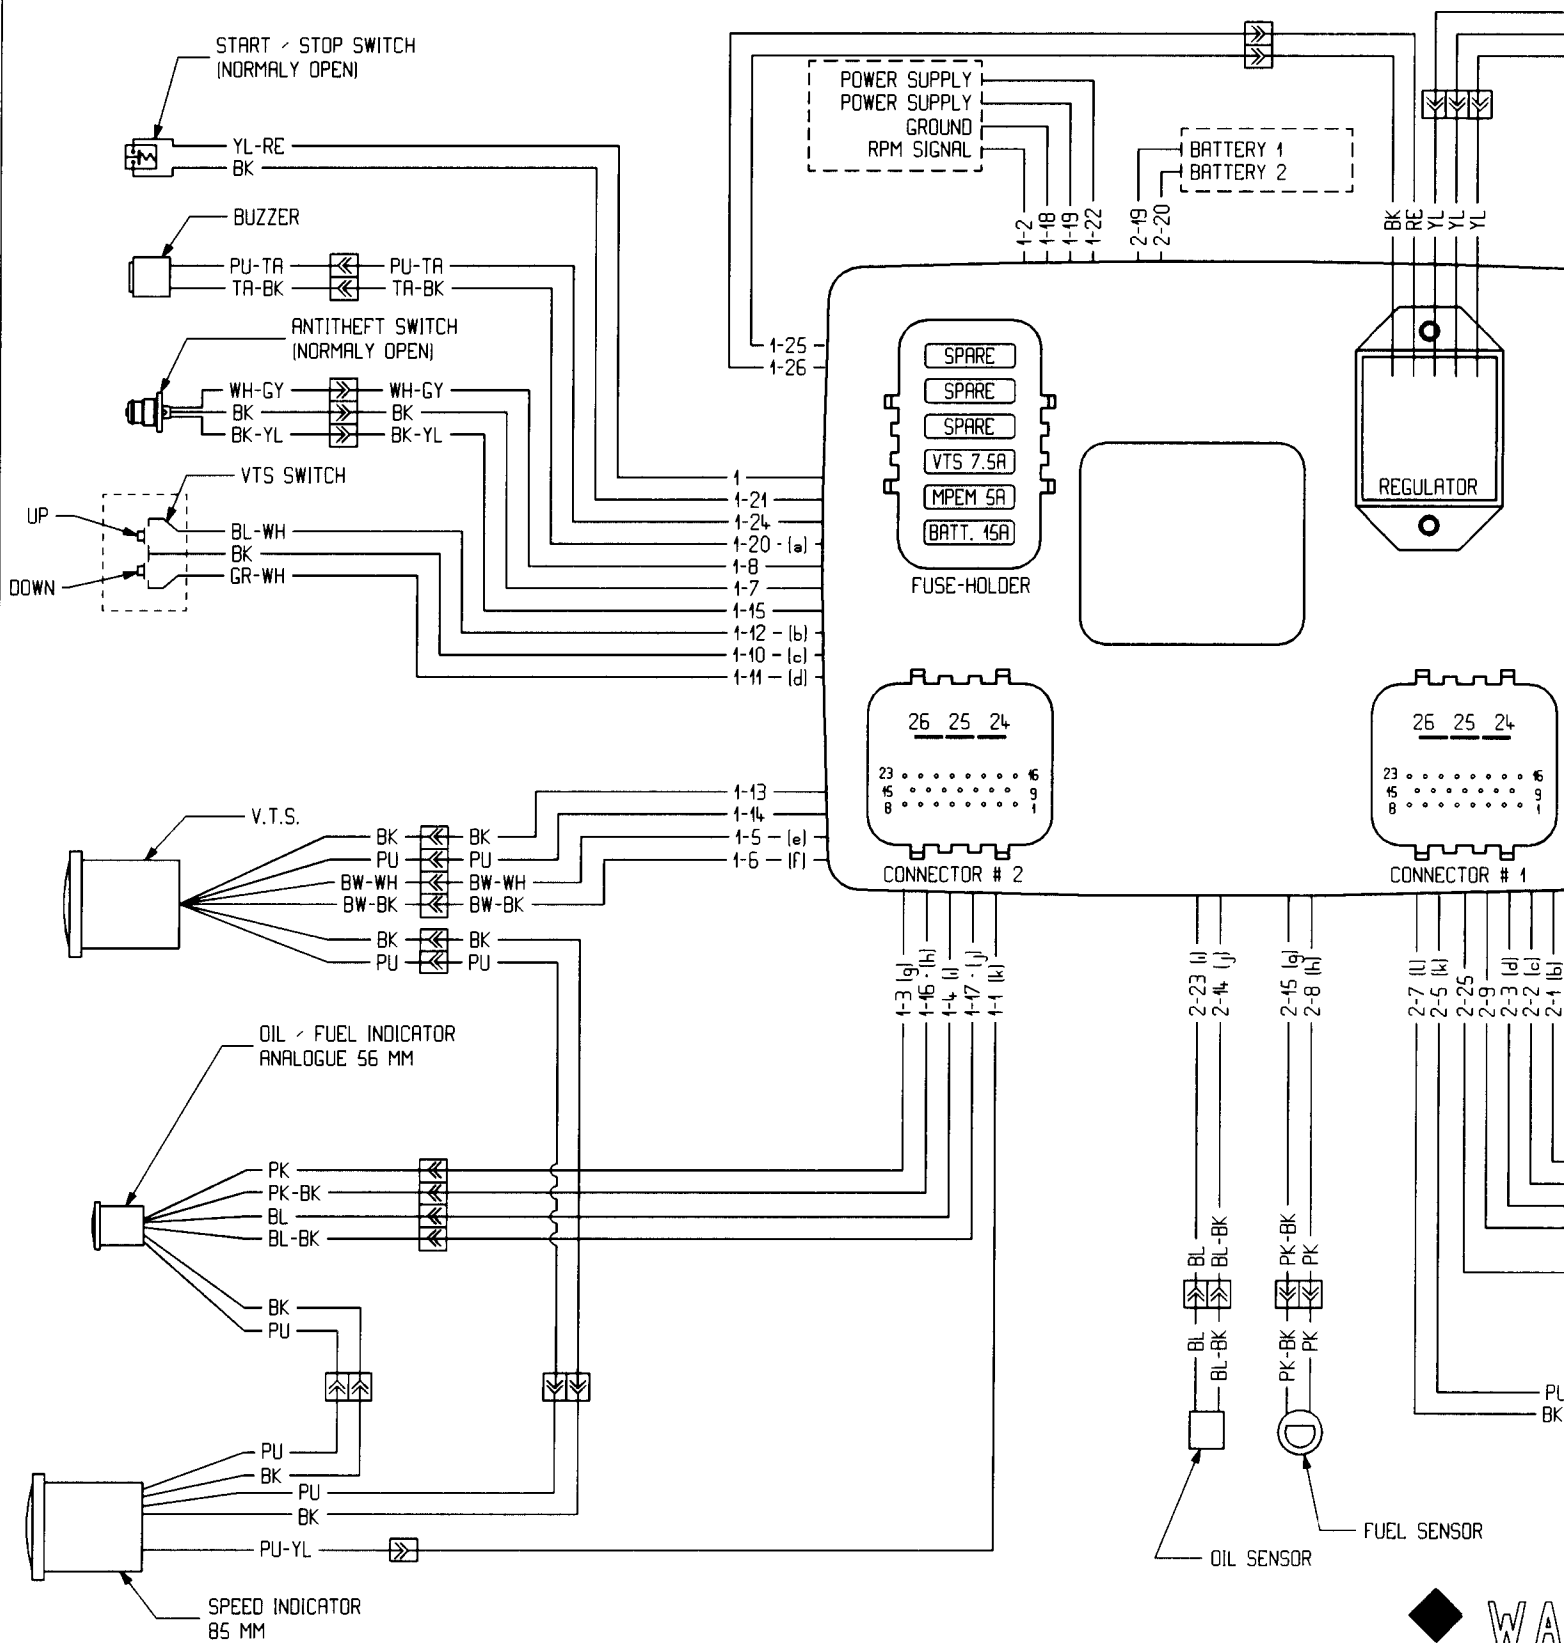 START / STOP SWITCH
(NORMALY OPEN)
YL-RE
BK
BUZZER
PU-TA
PU-TA
TA-BK
TA-BK
ANTITHEFT SWITCH
(NORMALY OPEN)
WH-GY
WH-GY
BK
BK
BK-YL
BK-YL
VTS SWITCH
UP
BL-WH
BK
GR-WH
DOWN
POWER SUPPLY
POWER SUPPLY
GROUND
RPM SIGNAL
1-2
1-18
1-19
1-22
BATTERY 1
BATTERY 2
2-19
2-20
BK
RE
YL
YL
YL
1-25
1-26
1
1-21
1-24
1-20 - (a)
1-8
1-7
1-15
1-12 - (b)
1-10 - (c)
1-11 - (d)
SPARE
SPARE
SPARE
VTS 7.5A
MPEM 5A
BATT. 15A
FUSE-HOLDER
REGULATOR
26 25 24
23 16
15 9
8 1
CONNECTOR # 2
26 25 24
23 16
15 9
8 1
CONNECTOR # 1
1-13
1-14
1-5 - (e)
1-6 - (f)
V.T.S.
BK
BK
PU
PU
BW-WH
BW-WH
BW-BK
BW-BK
BK
BK
PU
PU
1-3 (g)
1-16 - (h)
1-4 (i)
1-17 - (j)
1-1 (k)
2-23 (i)
2-14 (j)
2-15 (g)
2-8 (h)
2-7 (l)
2-5 (k)
2-25
2-9
2-3 (d)
2-2 (c)
2-1 (b)
OIL / FUEL INDICATOR
ANALOGUE 56 MM
PK
PK-BK
BL
BL-BK
BK
PU
BL
BL-BK
PK-BK
PK
BL
BL-BK
PK-BK
PK
BK
PU
BK
PU
BK
PU-YL
SPEED INDICATOR
85 MM
OIL SENSOR
FUEL SENSOR
WA